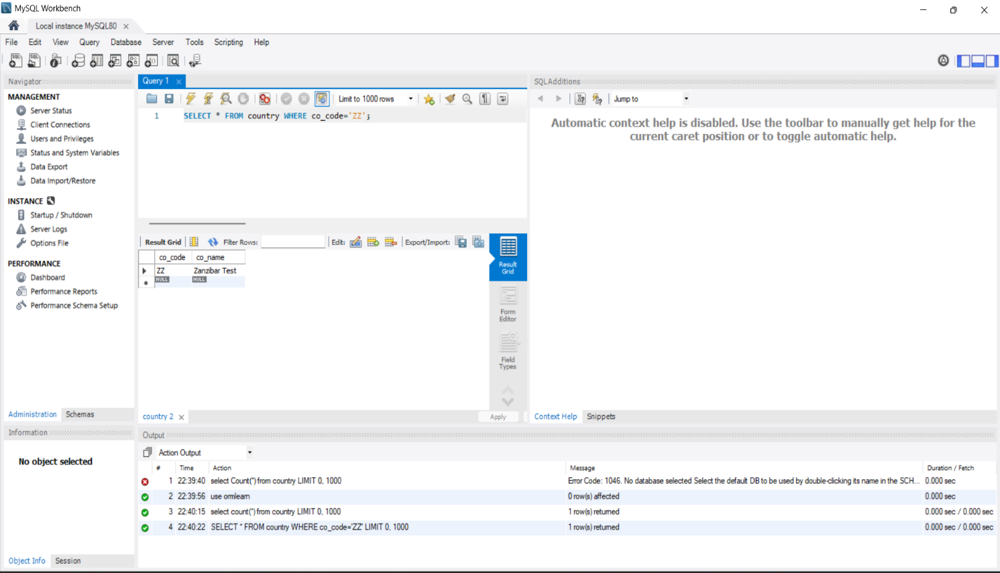 MySQL Workbench
Local instance MySQL80
File Edit View Query Database Server Tools Scripting Help
Navigator
MANAGEMENT
Server Status
Client Connections
Users and Privileges
Status and System Variables
Data Export
Data Import/Restore
INSTANCE
Startup / Shutdown
Server Logs
Options File
PERFORMANCE
Dashboard
Performance Reports
Performance Schema Setup
Administration Schemas
Information
No object selected
Object Info Session
Query 1
Limit to 1000 rows
1 SELECT * FROM country WHERE co_code='ZZ';
Result Grid Filter Rows: Edit: Export/Import:
co_code co_name
ZZ Zanzibar Test
NULL NULL
Result
Grid
Form
Editor
Field
Types
country 2 Apply
SQLAdditions
Jump to
Automatic context help is disabled. Use the toolbar to manually get help for the
current caret position or to toggle automatic help.
Context Help Snippets
Output
Action Output
# Time Action Message Duration / Fetch
1 22:39:40 select Count(*) from country LIMIT 0, 1000 Error Code: 1046. No database selected Select the default DB to be used by double-clicking its name in the SCH... 0.000 sec
2 22:39:56 use ormlearn 0 row(s) affected 0.000 sec
3 22:40:15 select count(*) from country LIMIT 0, 1000 1 row(s) returned 0.000 sec / 0.000 sec
4 22:40:22 SELECT * FROM country WHERE co_code='ZZ' LIMIT 0, 1000 1 row(s) returned 0.000 sec / 0.000 sec